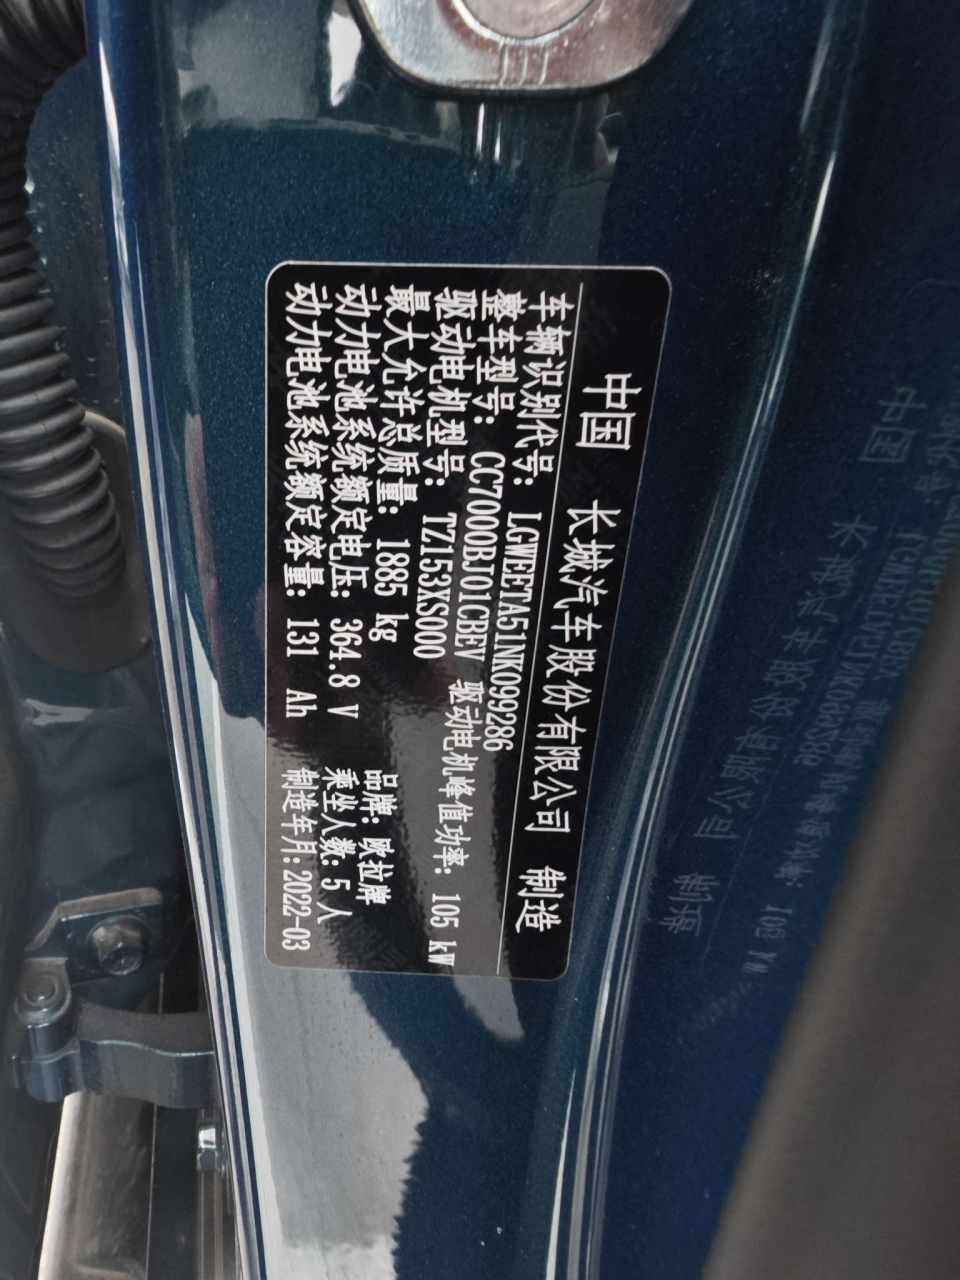 中国 长城汽车股份有限公司 制造
车辆识别代号: LGWEETA51NK099286
整车型号: CC7000BJ01CBEV 驱动电机峰值功率: 105 kW
驱动电机型号: TZ153XS000
最大允许总质量: 1885 kg 品牌: 欧拉牌
动力电池系统额定电压: 364.8 V 乘坐人数: 5 人
动力电池系统额定容量: 131 Ah 制造年月: 2022-03